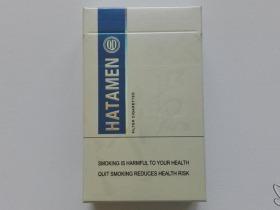 HATAMEN
FILTER CIGARETTES
SMOKING IS HARMFUL TO YOUR HEALTH
QUIT SMOKING REDUCES HEALTH RISK